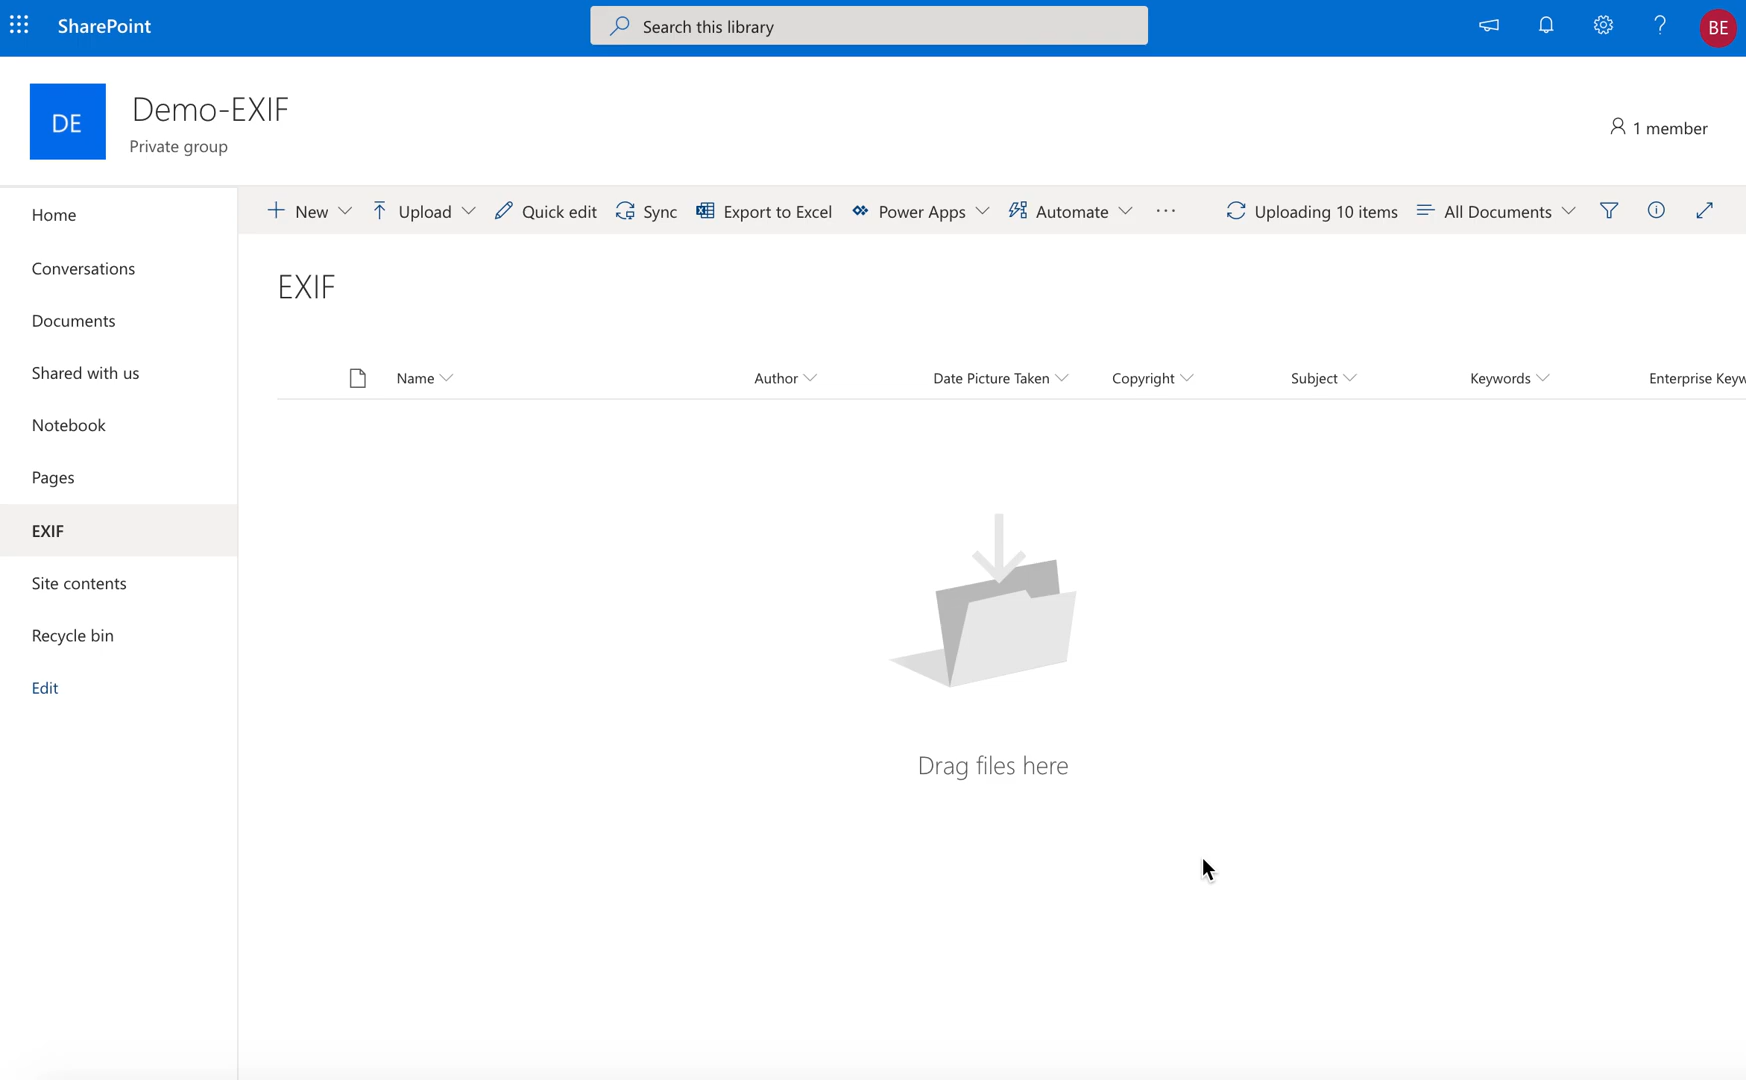 SharePoint
Search this library
?
BE
DE
Demo-EXIF
Private group
1 member
Home
Conversations
Documents
Shared with us
Notebook
Pages
EXIF
Site contents
Recycle bin
Edit
New
Upload
Quick edit
Sync
Export to Excel
Power Apps
Automate
...
Uploading 10 items
All Documents
EXIF
Name
Author
Date Picture Taken
Copyright
Subject
Keywords
Enterprise Keyw
Drag files here